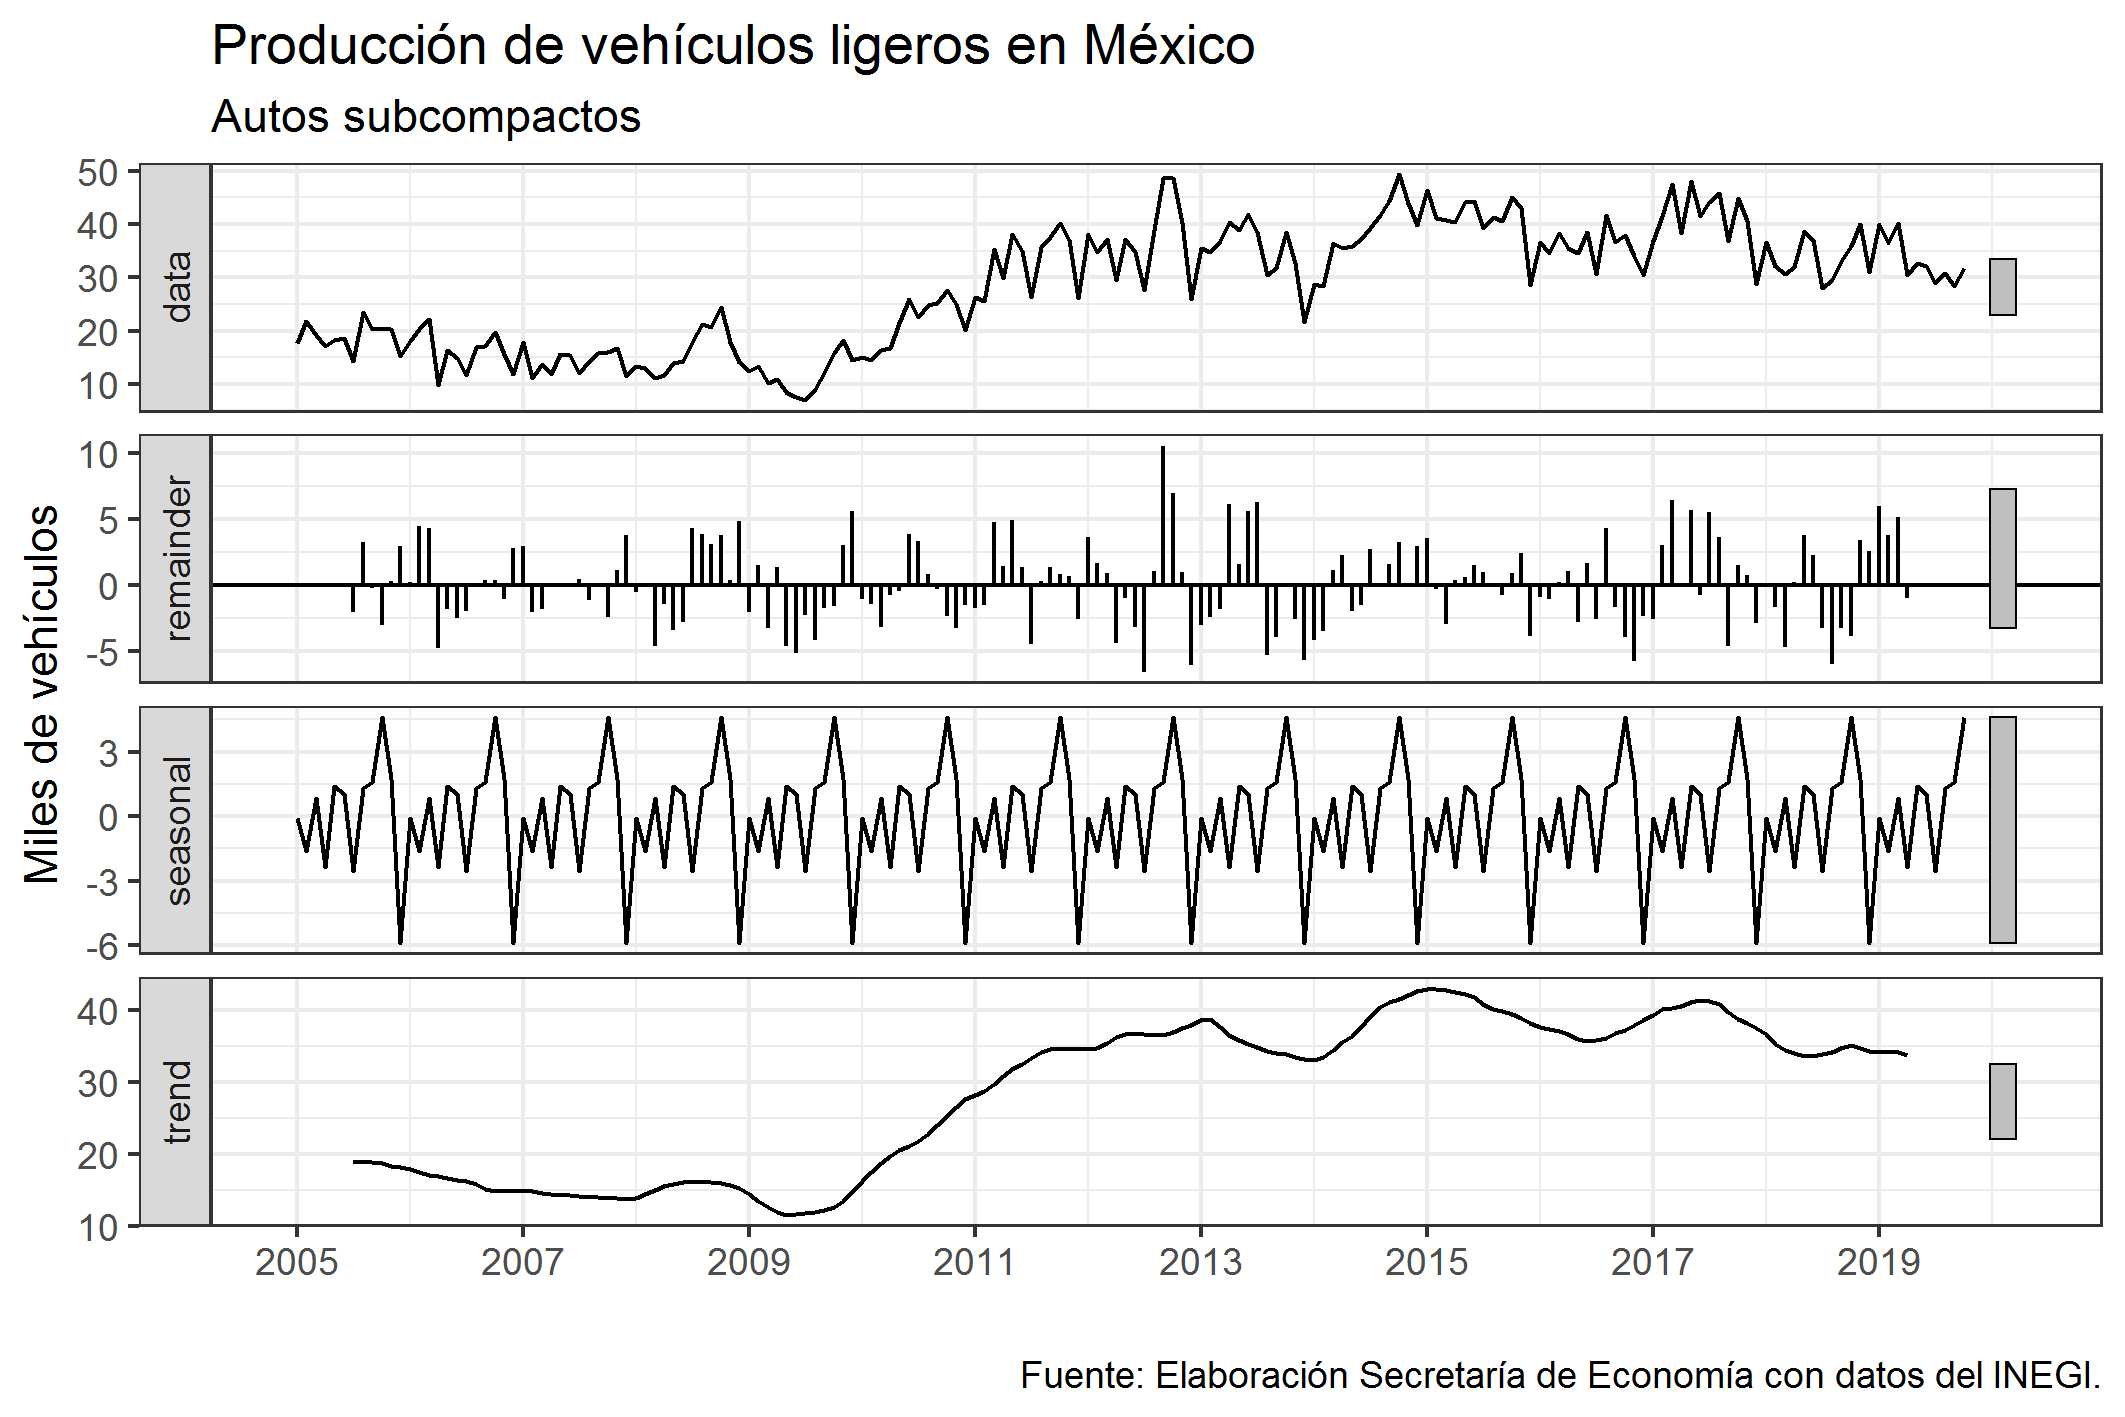 Producción de vehículos ligeros en México
Autos subcompactos
Miles de vehículos
data
50
40
30
20
10
remainder
10
5
0
-5
seasonal
3
0
-3
-6
trend
40
30
20
10
2005 2007 2009 2011 2013 2015 2017 2019
Fuente: Elaboración Secretaría de Economía con datos del INEGI.